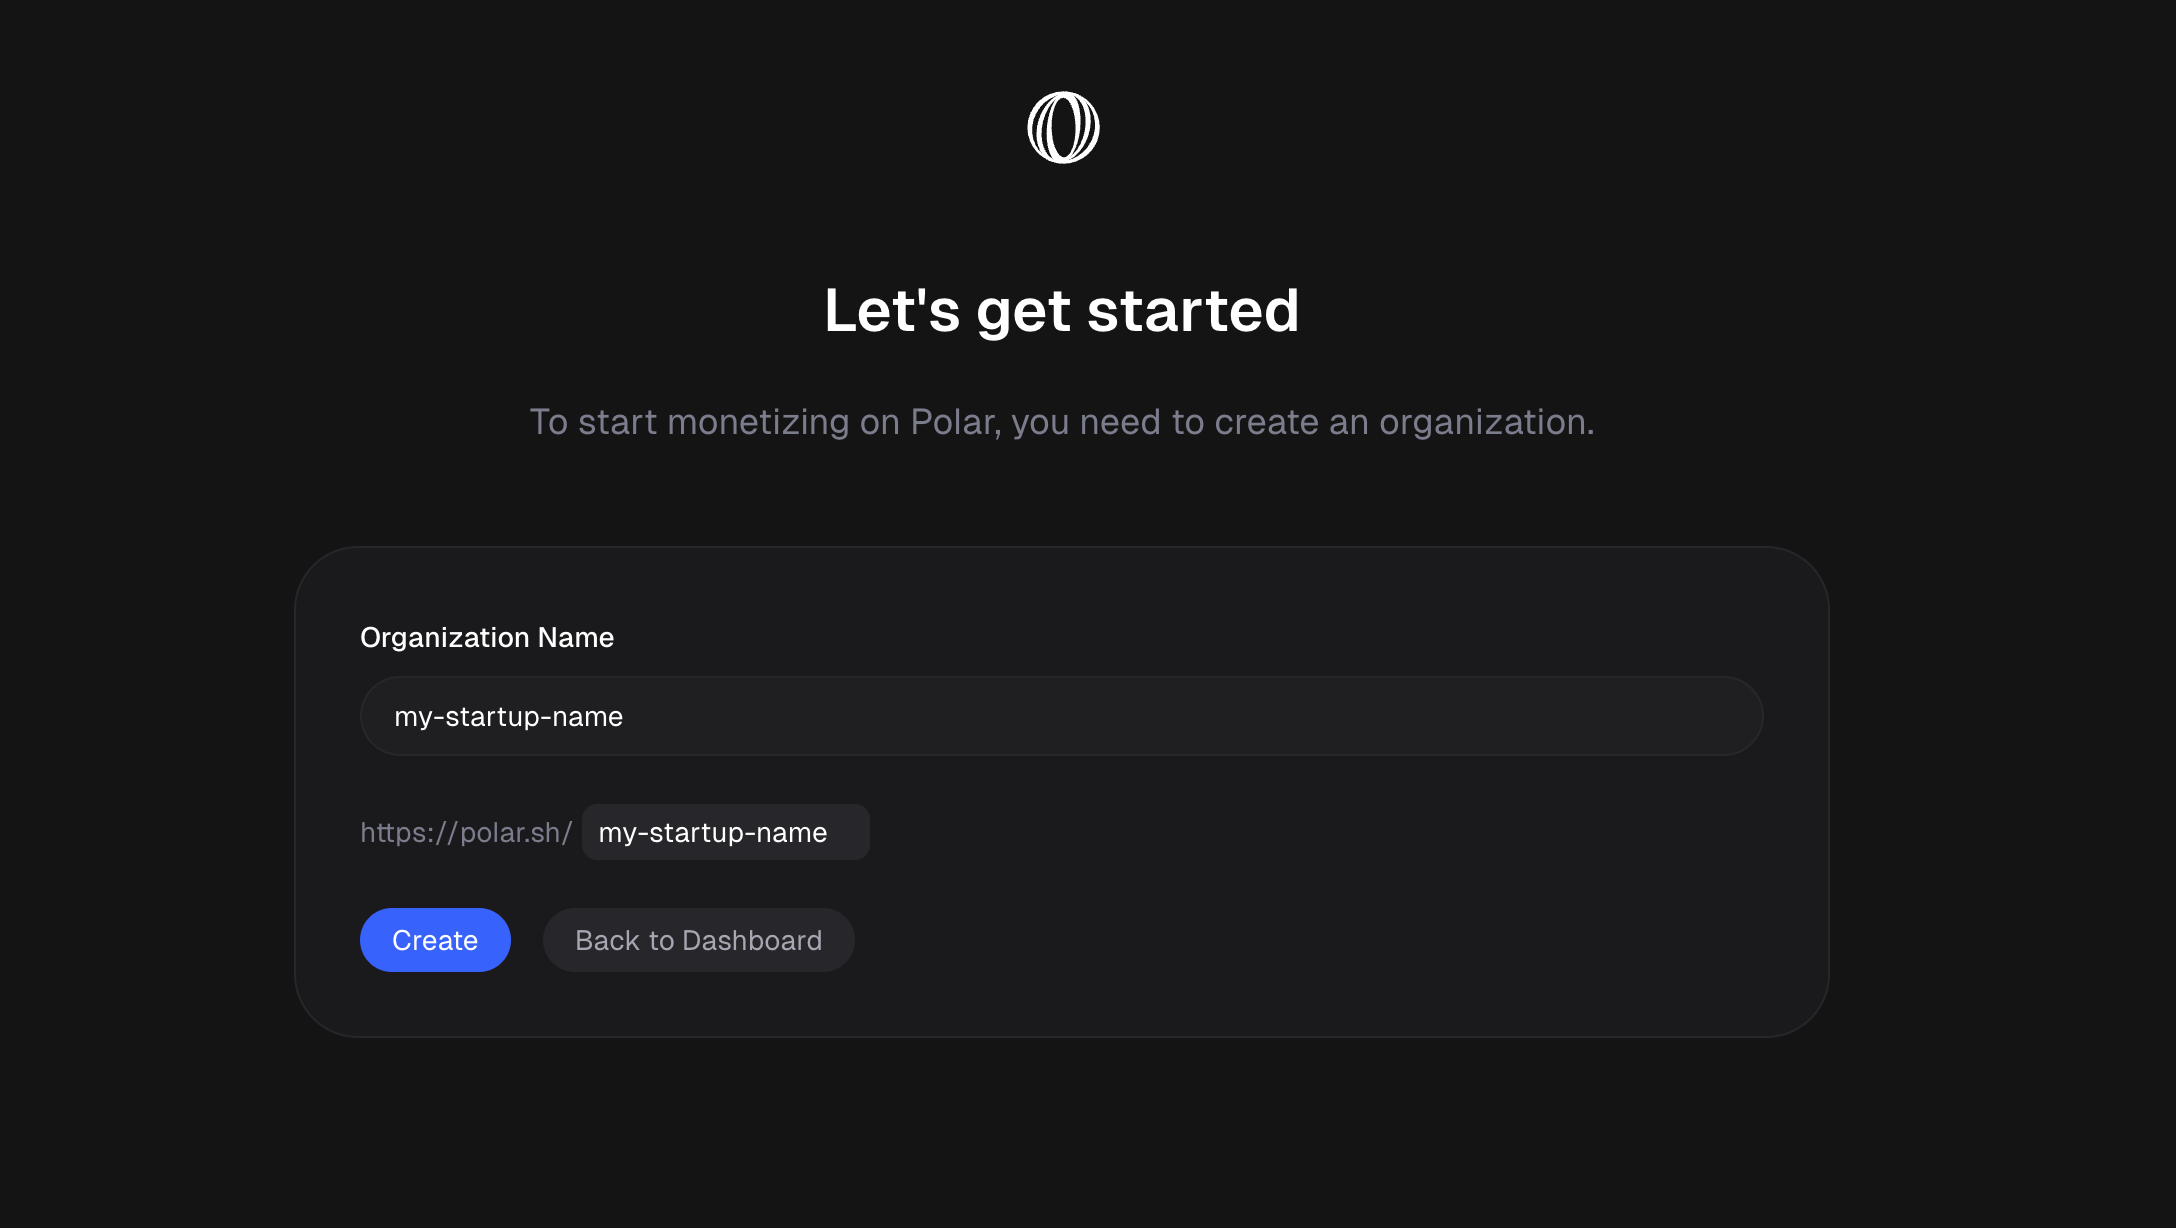 Let's get started
To start monetizing on Polar, you need to create an organization.
Organization Name
my-startup-name
https://polar.sh/ my-startup-name
Create Back to Dashboard